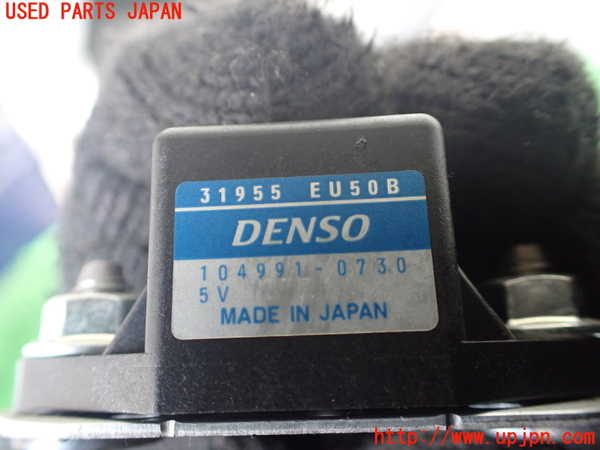 USED PARTS JAPAN
31955 EU50B
DENSO
104991-0730
5V
MADE IN JAPAN
http://www.upjpn.com